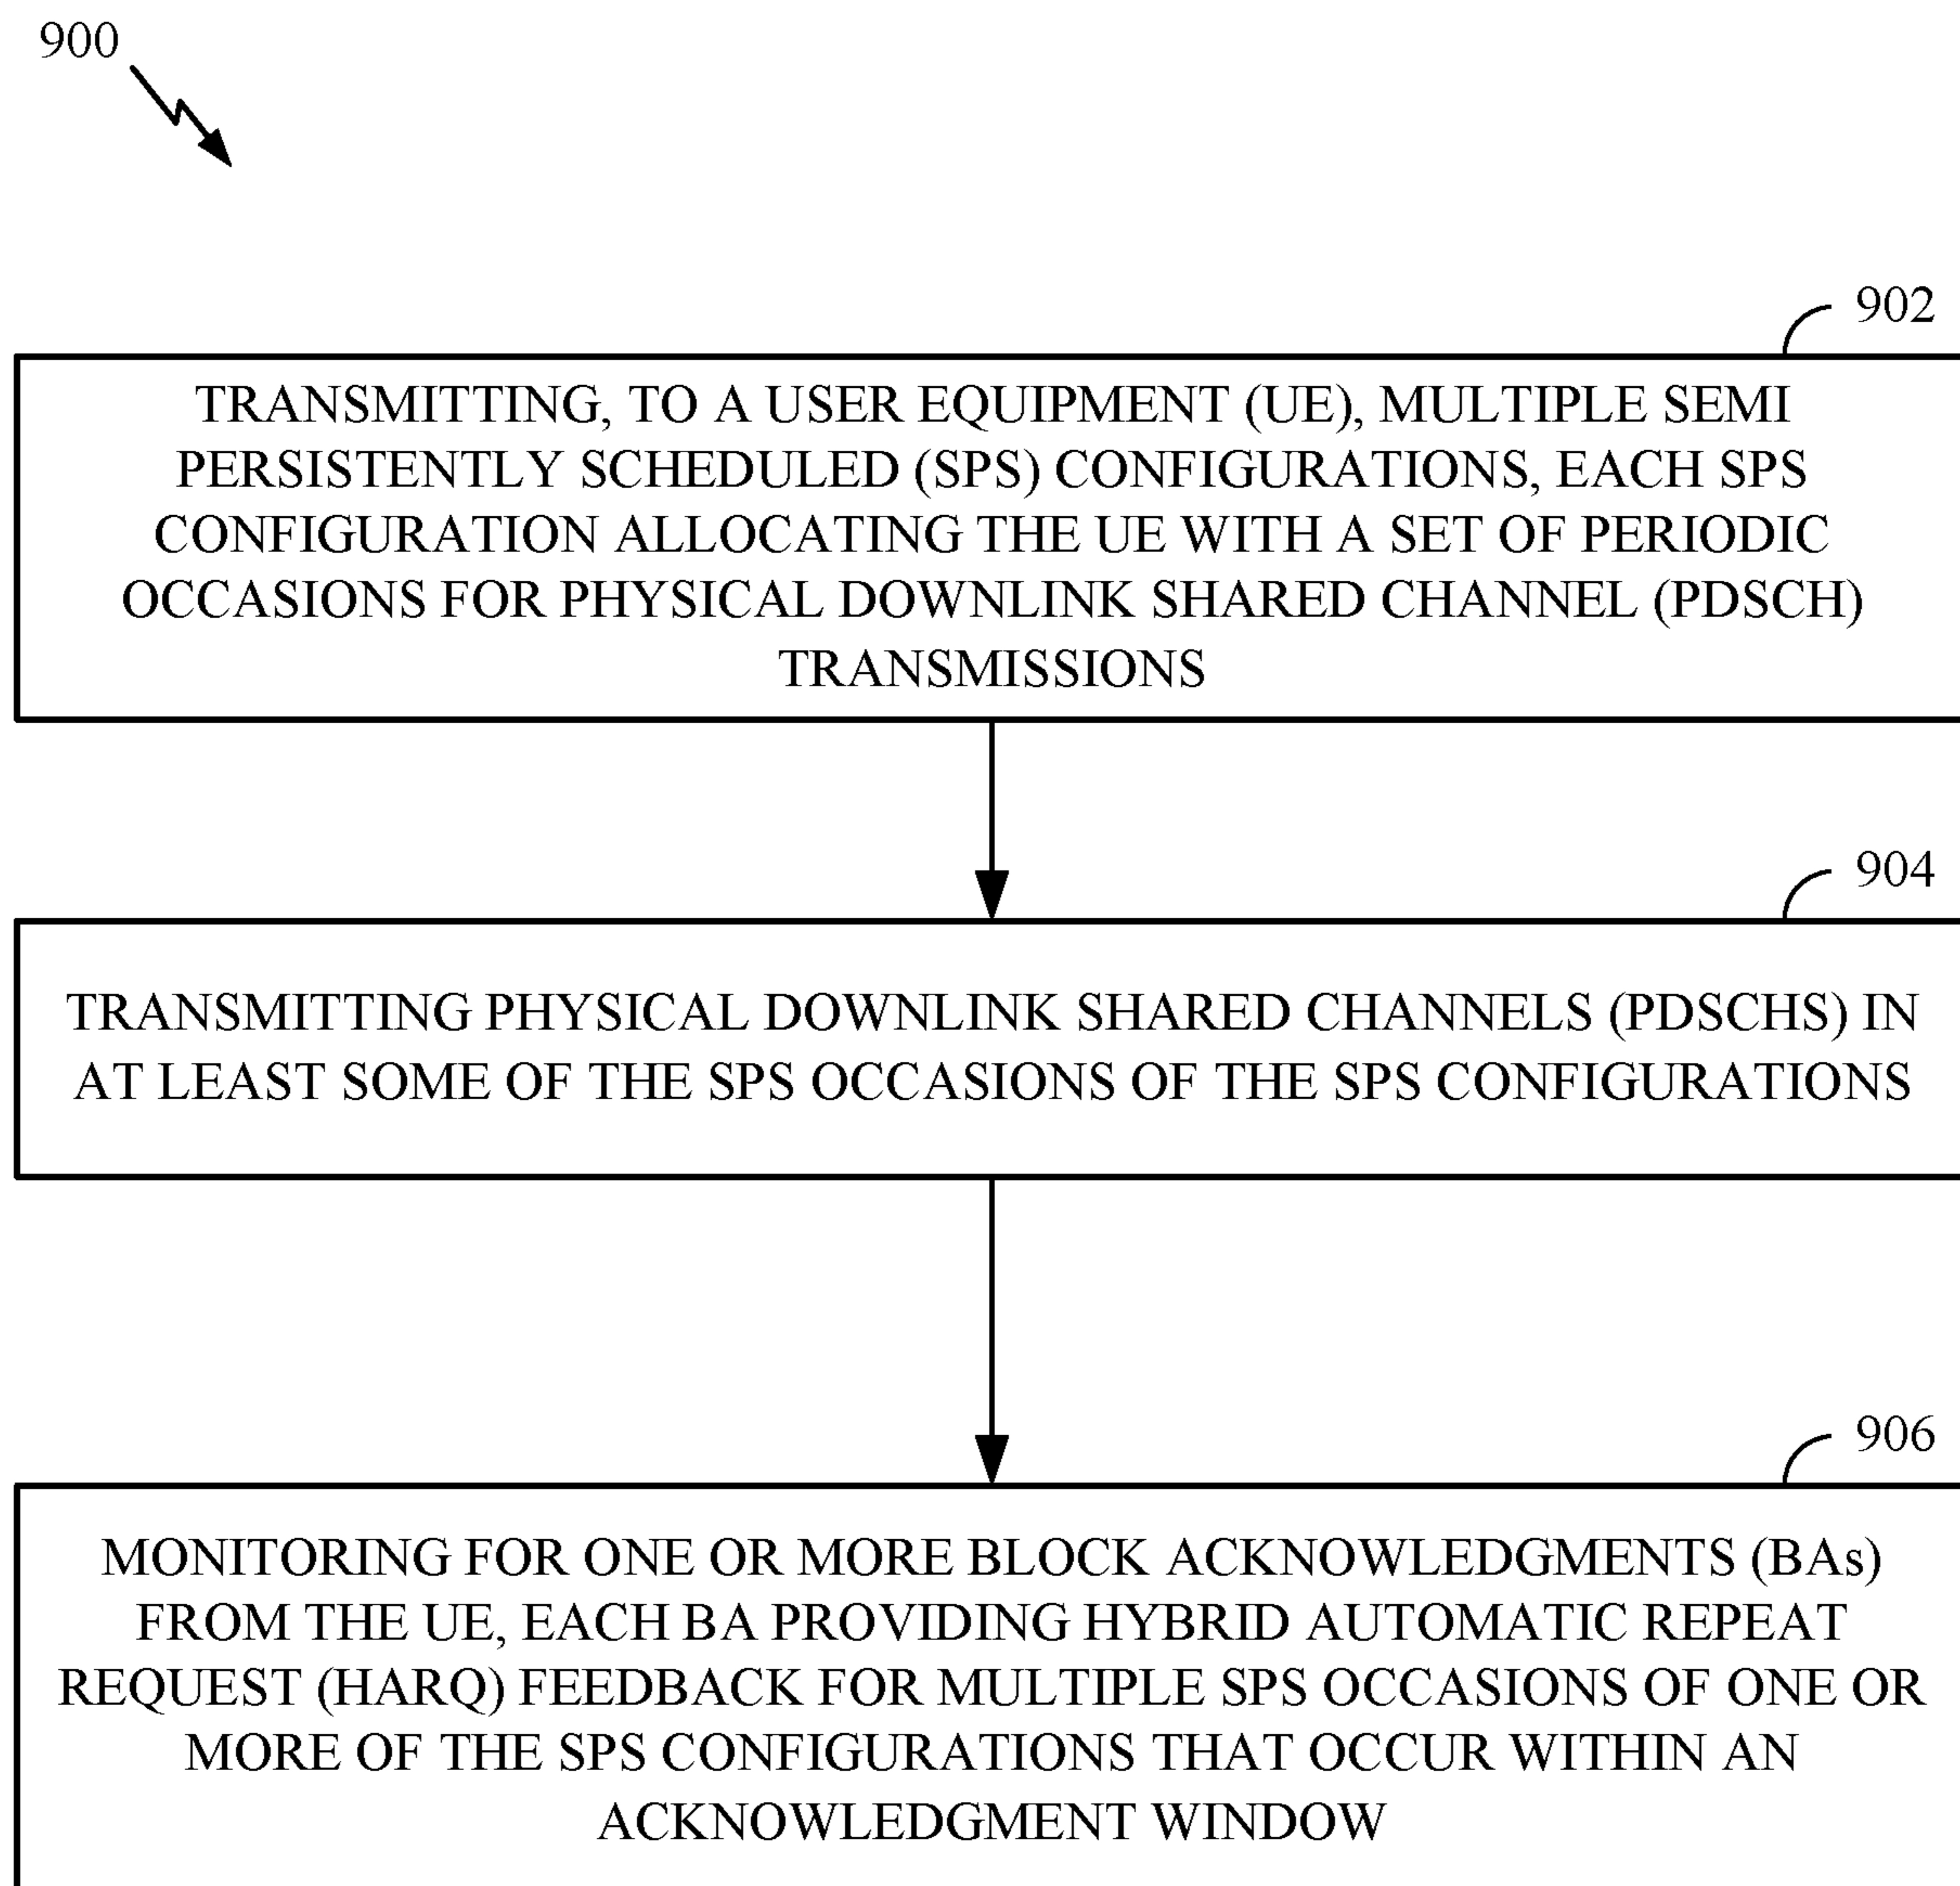 900
902
TRANSMITTING, TO A USER EQUIPMENT (UE), MULTIPLE SEMI
PERSISTENTLY SCHEDULED (SPS) CONFIGURATIONS, EACH SPS
CONFIGURATION ALLOCATING THE UE WITH A SET OF PERIODIC
OCCASIONS FOR PHYSICAL DOWNLINK SHARED CHANNEL (PDSCH)
TRANSMISSIONS
904
TRANSMITTING PHYSICAL DOWNLINK SHARED CHANNELS (PDSCHS) IN
AT LEAST SOME OF THE SPS OCCASIONS OF THE SPS CONFIGURATIONS
906
MONITORING FOR ONE OR MORE BLOCK ACKNOWLEDGMENTS (BAs)
FROM THE UE, EACH BA PROVIDING HYBRID AUTOMATIC REPEAT
REQUEST (HARQ) FEEDBACK FOR MULTIPLE SPS OCCASIONS OF ONE OR
MORE OF THE SPS CONFIGURATIONS THAT OCCUR WITHIN AN
ACKNOWLEDGMENT WINDOW